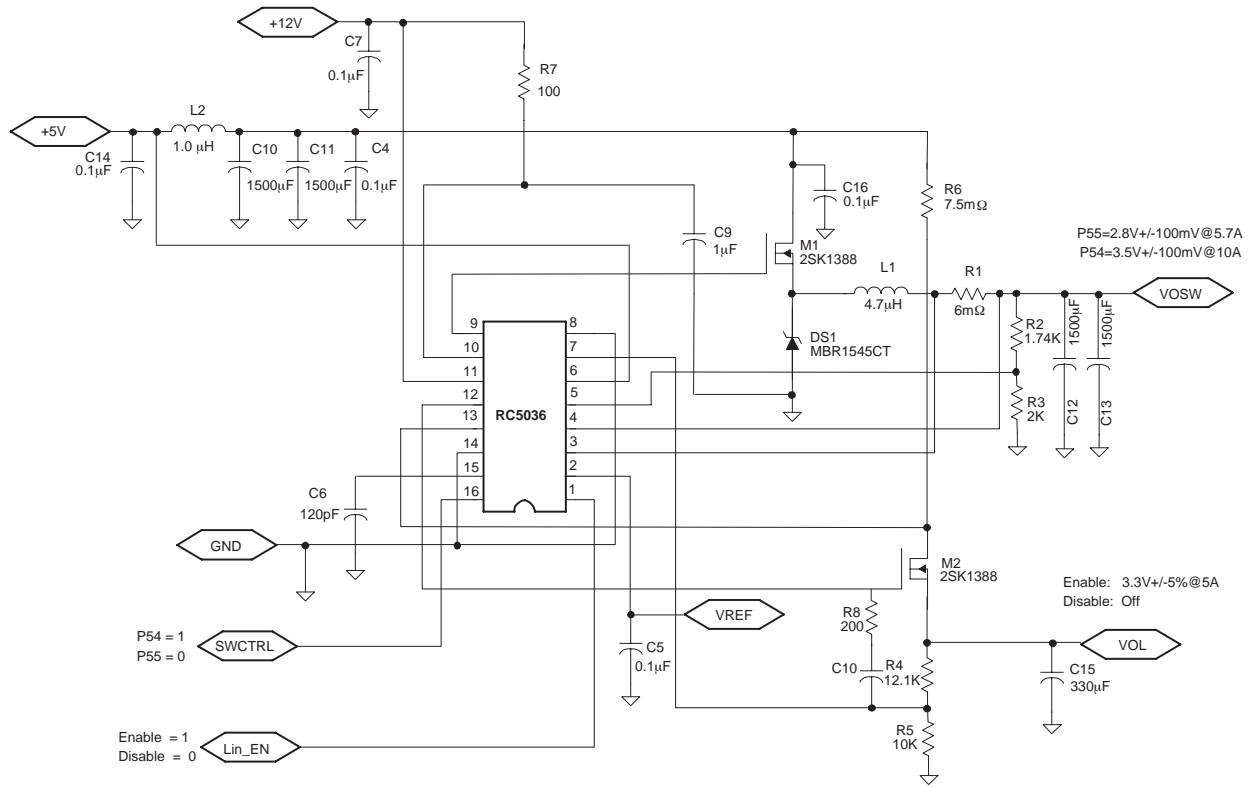 +12V
C7
0.1µF
R7
100
+5V
L2
1.0 µH
C14
0.1µF
C10
1500µF
C11
1500µF
C4
0.1µF
C16
0.1µF
R6
7.5mΩ
C9
1µF
M1
2SK1388
P55=2.8V+/-100mV@5.7A
P54=3.5V+/-100mV@10A
L1
4.7µH
R1
6mΩ
VOSW
DS1
MBR1545CT
R2
1.74K
R3
2K
1500µF
C12
1500µF
C13
RC5036
9
10
11
12
13
14
15
16
8
7
6
5
4
3
2
1
C6
120pF
GND
M2
2SK1388
Enable: 3.3V+/-5%@5A
Disable: Off
VREF
R8
200
P54 = 1
P55 = 0
SWCTRL
C5
0.1µF
C10
R4
12.1K
VOL
C15
330µF
R5
10K
Enable = 1
Disable = 0
Lin_EN